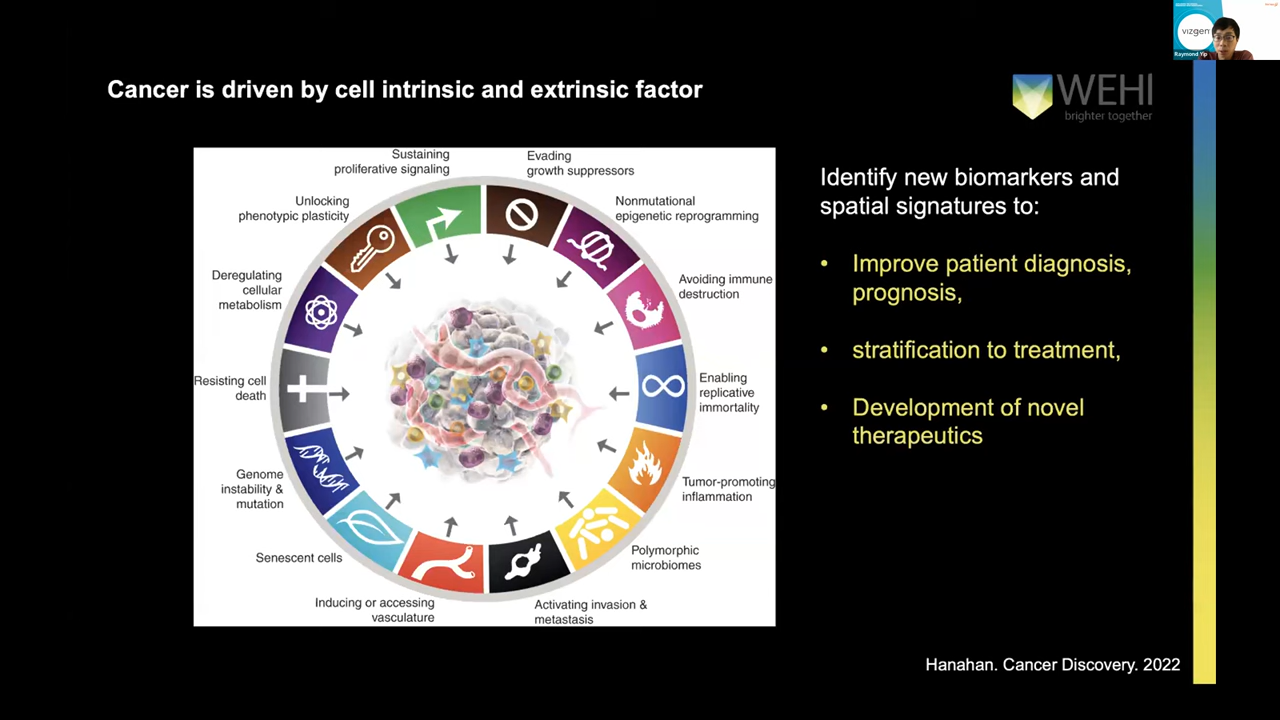 vizgen
Raymond Yip
Cancer is driven by cell intrinsic and extrinsic factor
WEHI
brighter together
Sustaining
proliferative signaling
Evading
growth suppressors
Unlocking
phenotypic plasticity
Nonmutational
epigenetic reprogramming
Deregulating
cellular
metabolism
Avoiding immune
destruction
Resisting cell
death
Enabling
replicative
immortality
Genome
instability &
mutation
Tumor-promoting
inflammation
Senescent cells
Polymorphic
microbiomes
Inducing or accessing
vasculature
Activating invasion &
metastasis
Identify new biomarkers and
spatial signatures to:
• Improve patient diagnosis,
prognosis,
• stratification to treatment,
• Development of novel
therapeutics
Hanahan. Cancer Discovery. 2022